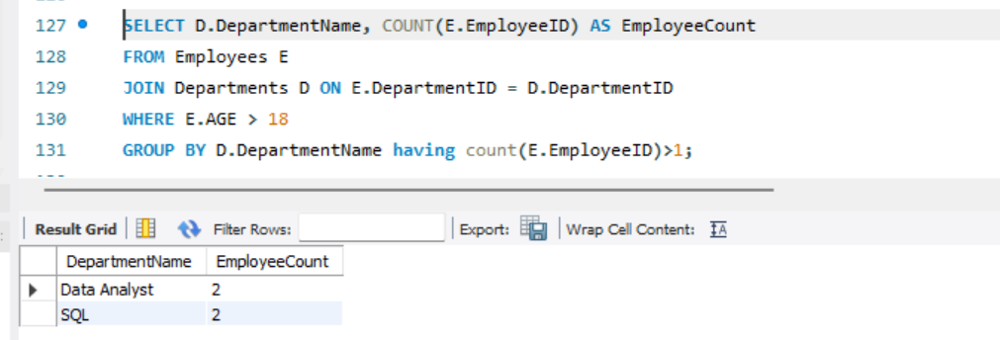 127 SELECT D.DepartmentName, COUNT(E.EmployeeID) AS EmployeeCount
128 FROM Employees E
129 JOIN Departments D ON E.DepartmentID = D.DepartmentID
130 WHERE E.AGE > 18
131 GROUP BY D.DepartmentName having count(E.EmployeeID)>1;
Result Grid Filter Rows: Export: Wrap Cell Content: IA
DepartmentName EmployeeCount
Data Analyst 2
SQL 2